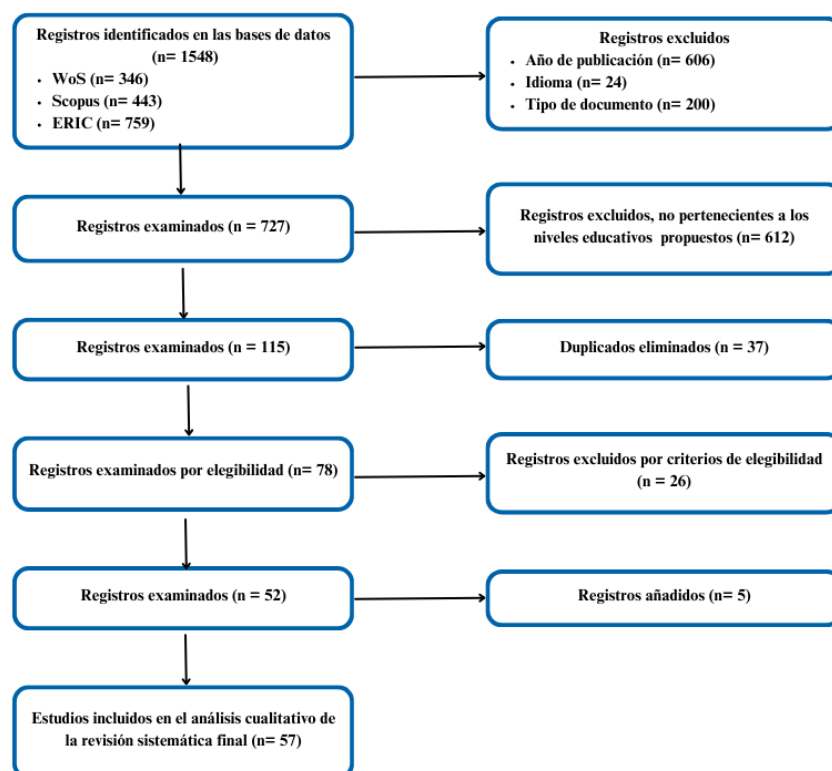 Registros identificados en las bases de datos
(n= 1548)
• WoS (n= 346)
• Scopus (n= 443)
• ERIC (n= 759)
Registros excluidos
• Año de publicación (n= 606)
• Idioma (n= 24)
• Tipo de documento (n= 200)
Registros examinados (n = 727)
Registros excluidos, no pertenecientes a los
niveles educativos propuestos (n= 612)
Registros examinados (n = 115)
Duplicados eliminados (n = 37)
Registros examinados por elegibilidad (n= 78)
Registros excluidos por criterios de elegibilidad
(n = 26)
Registros examinados (n = 52)
Registros añadidos (n= 5)
Estudios incluidos en el análisis cualitativo de
la revisión sistemática final (n= 57)